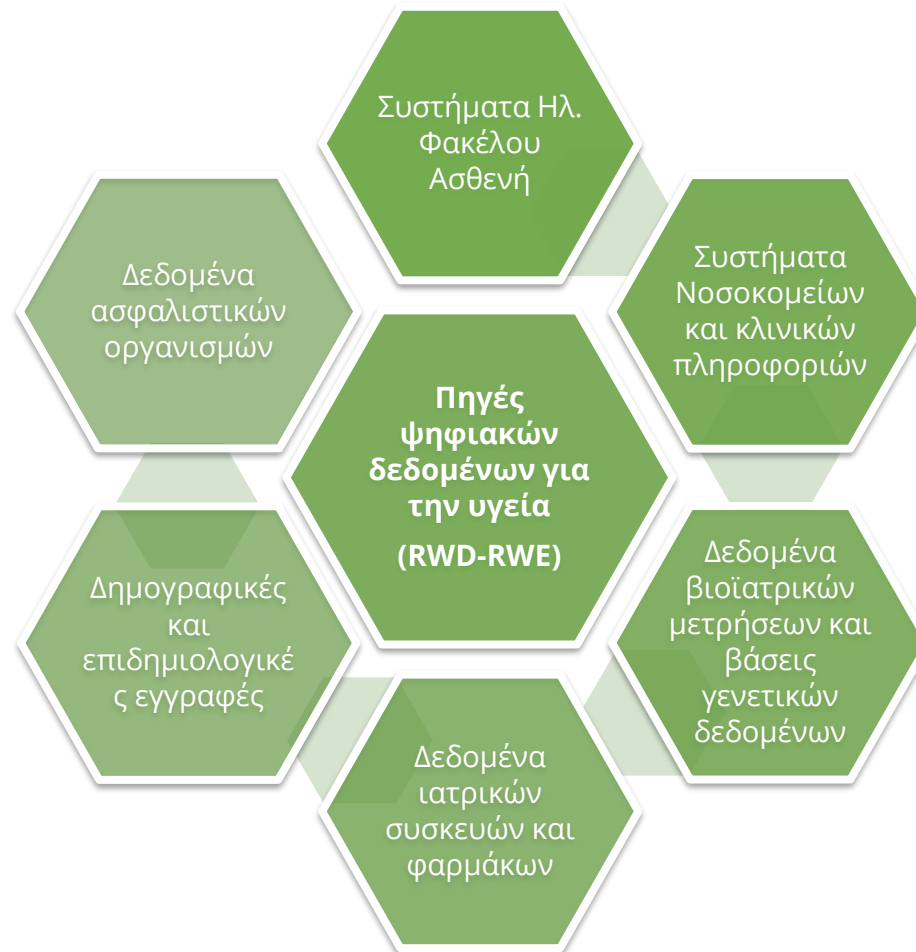 Συστήματα Ηλ.
Φακέλου
Ασθενή
Συστήματα
Νοσοκομείων
και κλινικών
πληροφοριών
Δεδομένα
βιοϊατρικών
μετρήσεων και
βάσεις
γενετικών
δεδομένων
Δεδομένα
ιατρικών
συσκευών και
φαρμάκων
Δημογραφικές
και
επιδημιολογικέ
ς εγγραφές
Δεδομένα
ασφαλιστικών
οργανισμών
Πηγές
ψηφιακών
δεδομένων για
την υγεία
(RWD-RWE)